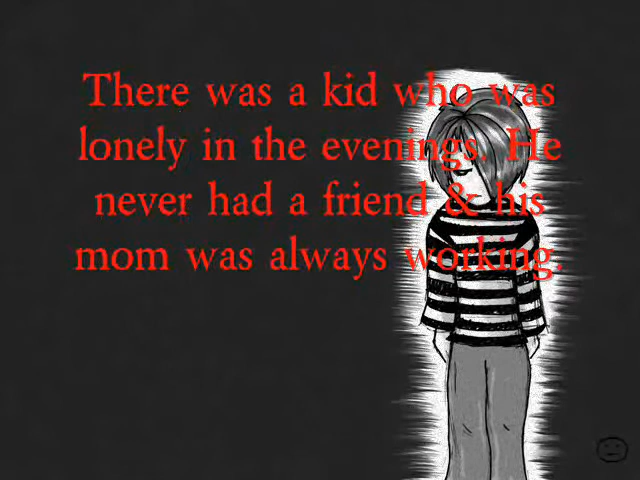 There was a kid who was
lonely in the evenings. He
never had a friend & his
mom was always working.